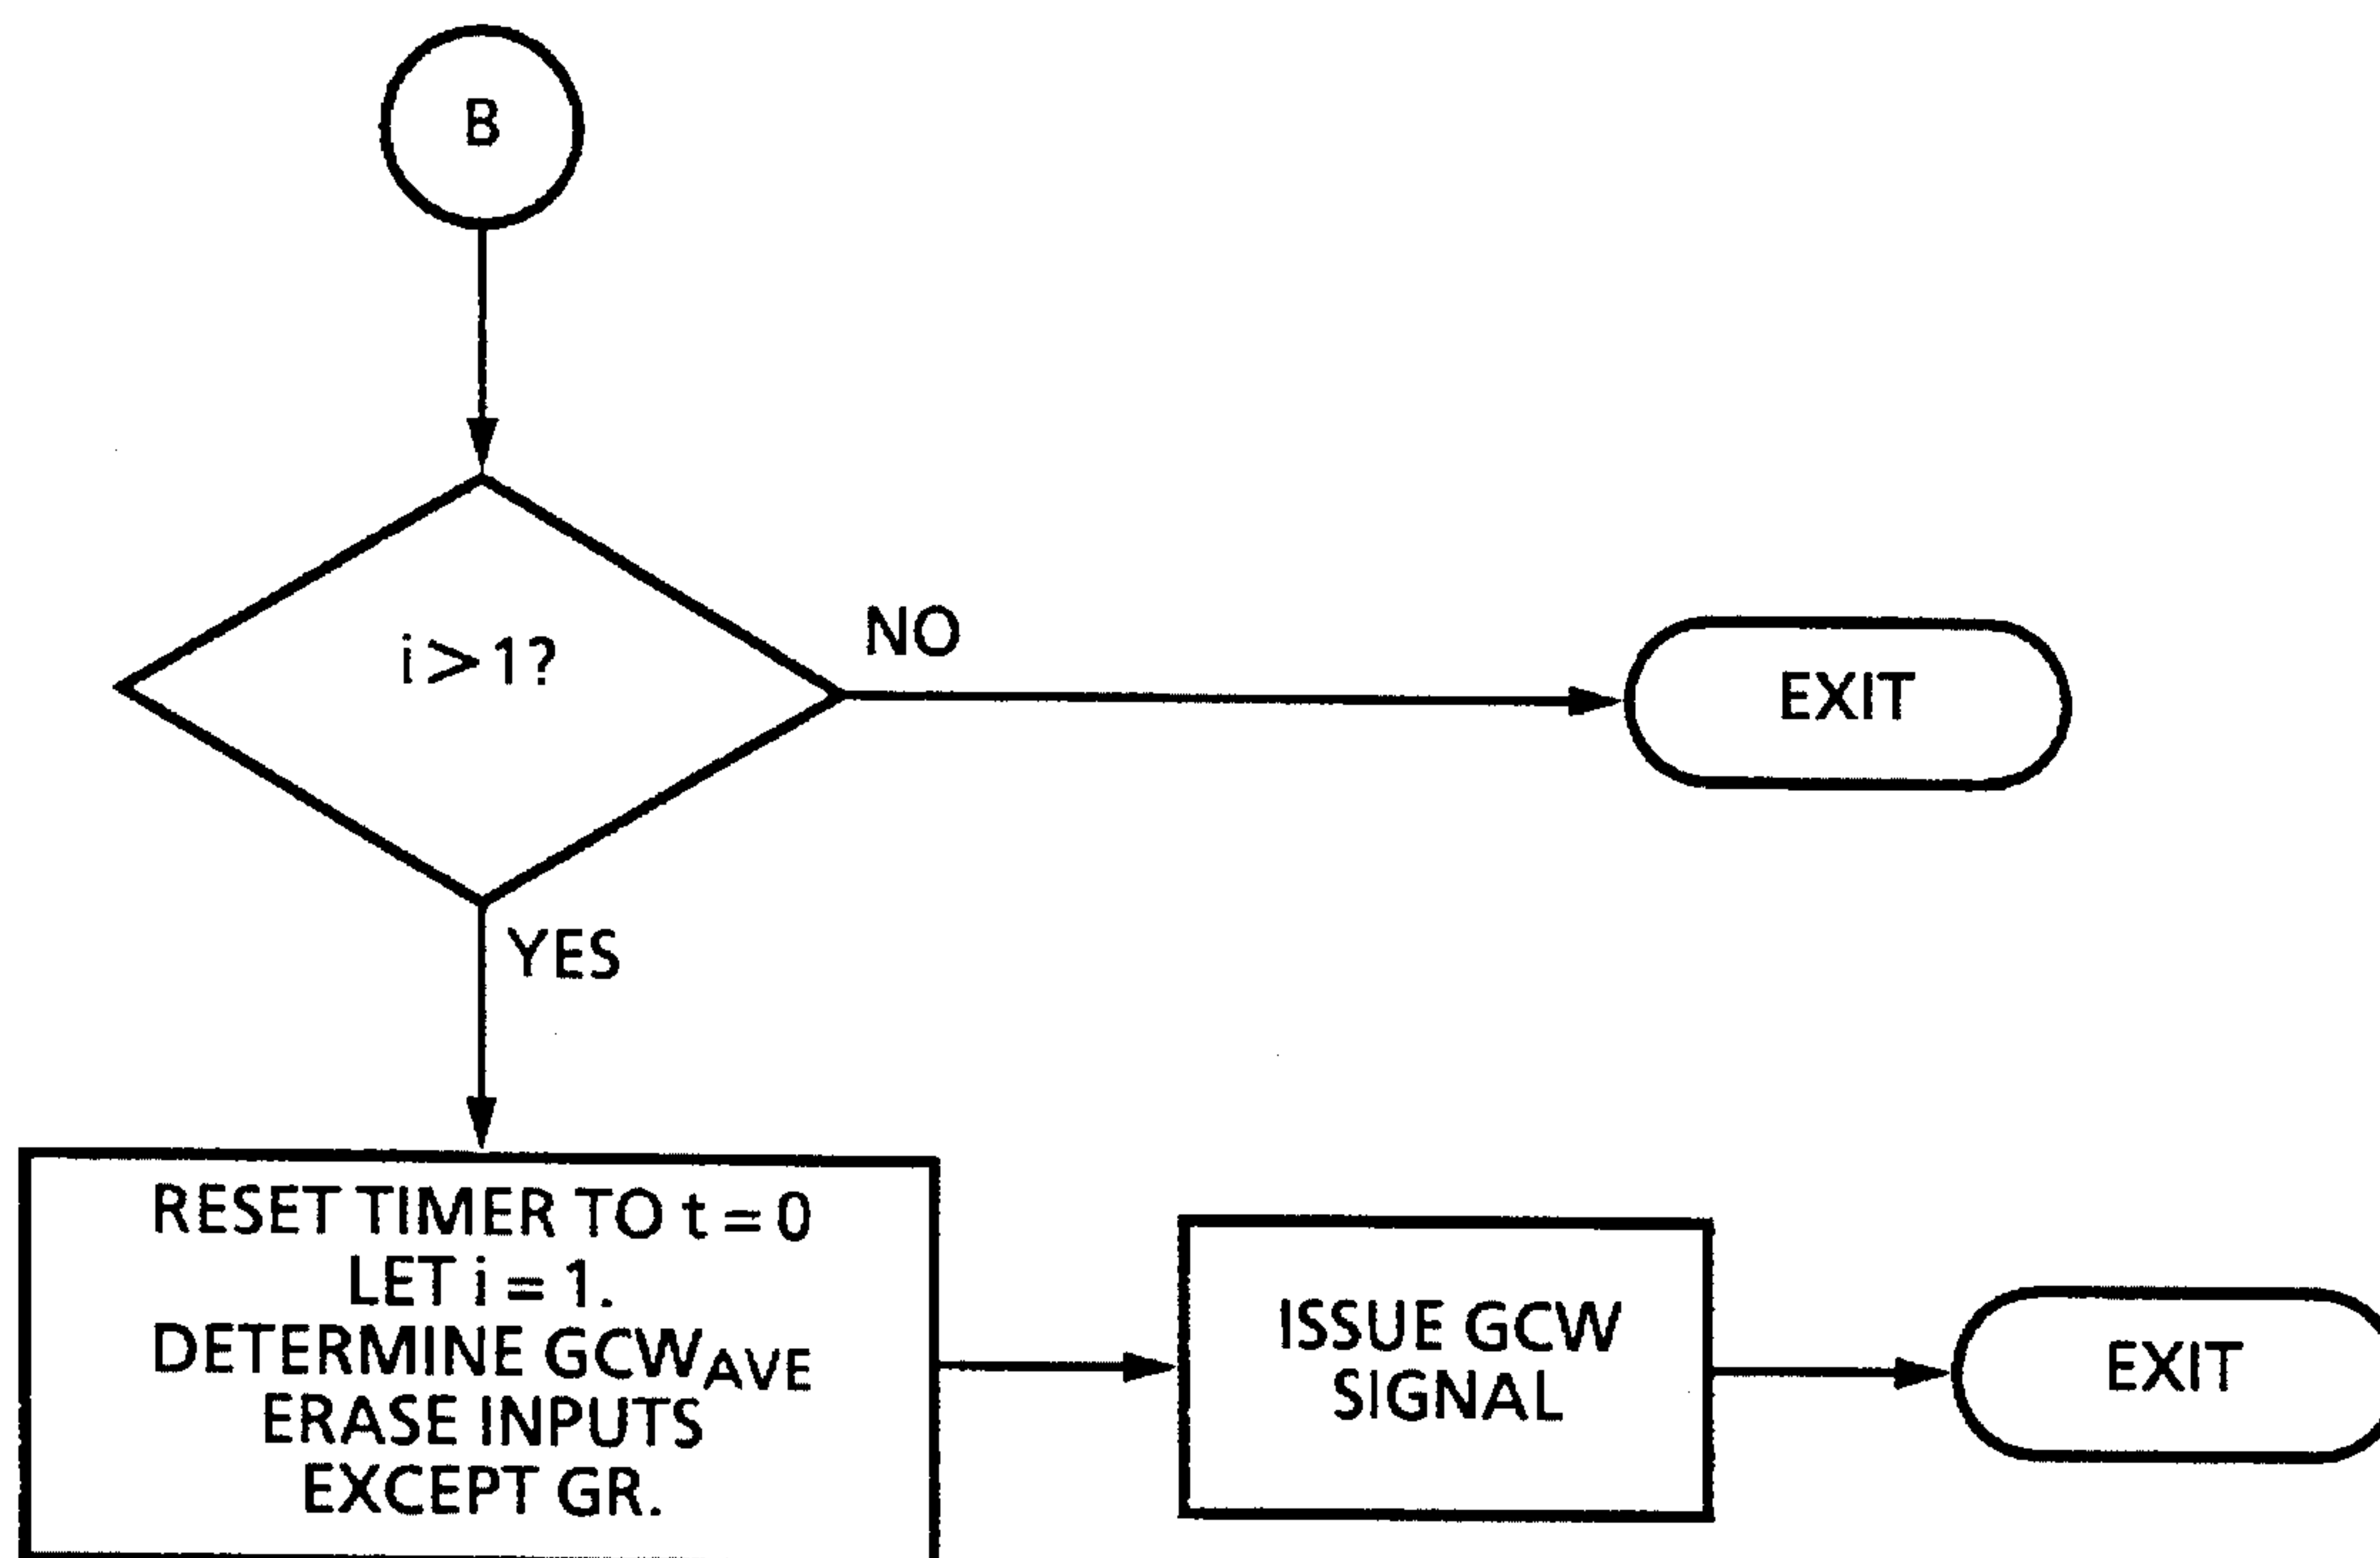 B
i > 1?
NO
EXIT
YES
RESET TIMER TO t = 0
LET i = 1.
DETERMINE GCWAVE
ERASE INPUTS
EXCEPT GR.
ISSUE GCW
SIGNAL
EXIT